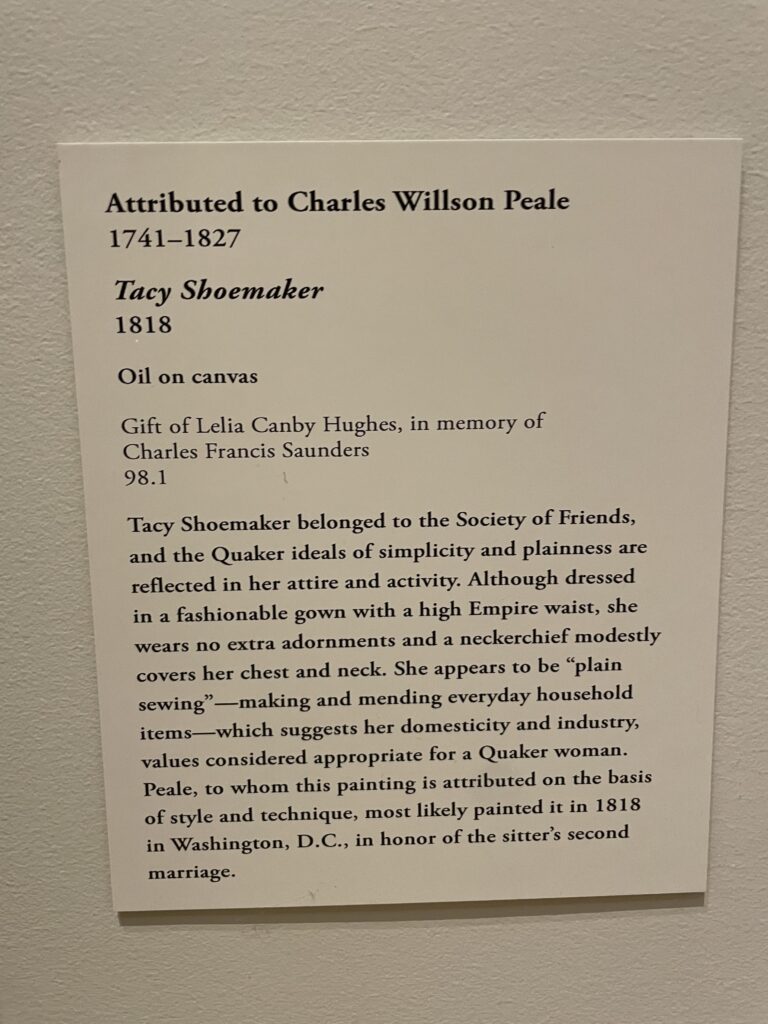 Attributed to Charles Willson Peale
1741–1827
Tacy Shoemaker
1818
Oil on canvas
Gift of Lelia Canby Hughes, in memory of
Charles Francis Saunders
98.1
Tacy Shoemaker belonged to the Society of Friends,
and the Quaker ideals of simplicity and plainness are
reflected in her attire and activity. Although dressed
in a fashionable gown with a high Empire waist, she
wears no extra adornments and a neckerchief modestly
covers her chest and neck. She appears to be “plain
sewing”—making and mending everyday household
items—which suggests her domesticity and industry,
values considered appropriate for a Quaker woman.
Peale, to whom this painting is attributed on the basis
of style and technique, most likely painted it in 1818
in Washington, D.C., in honor of the sitter’s second
marriage.